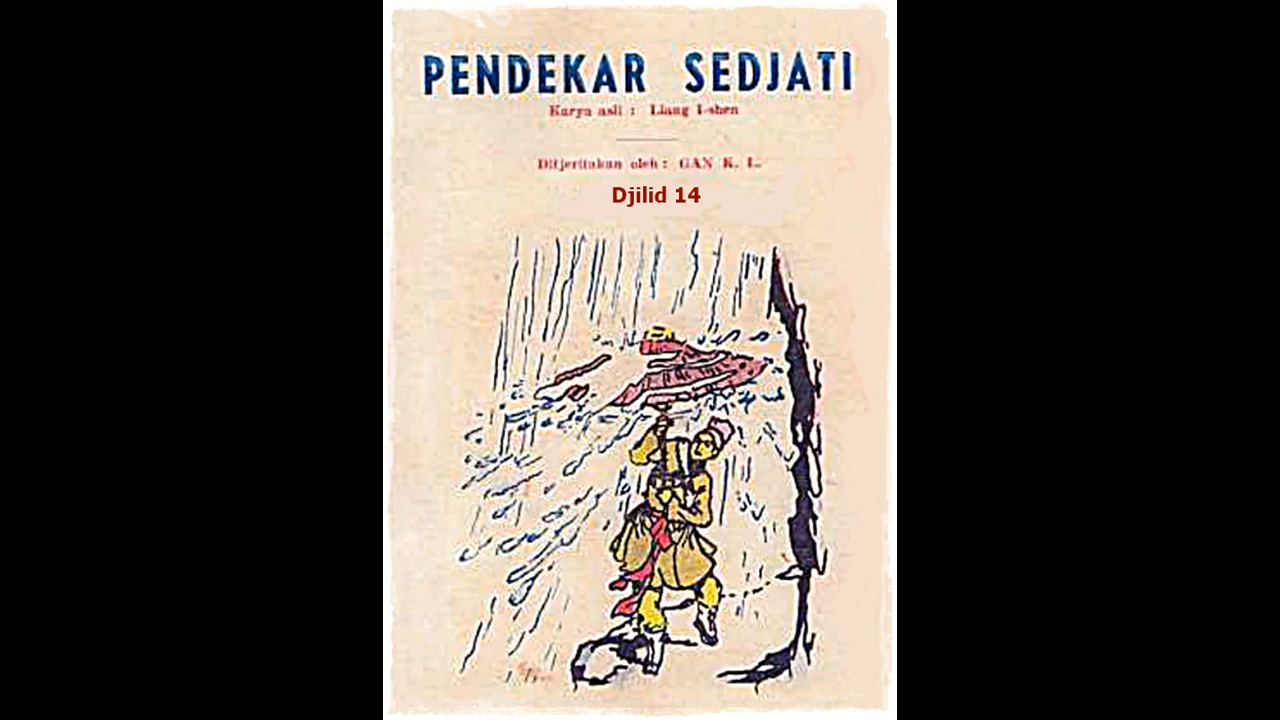 PENDEKAR SEDJATI
Karya asli : Liang I-shen
Ditjeritakan oleh : GAN K. L.
Djilid 14